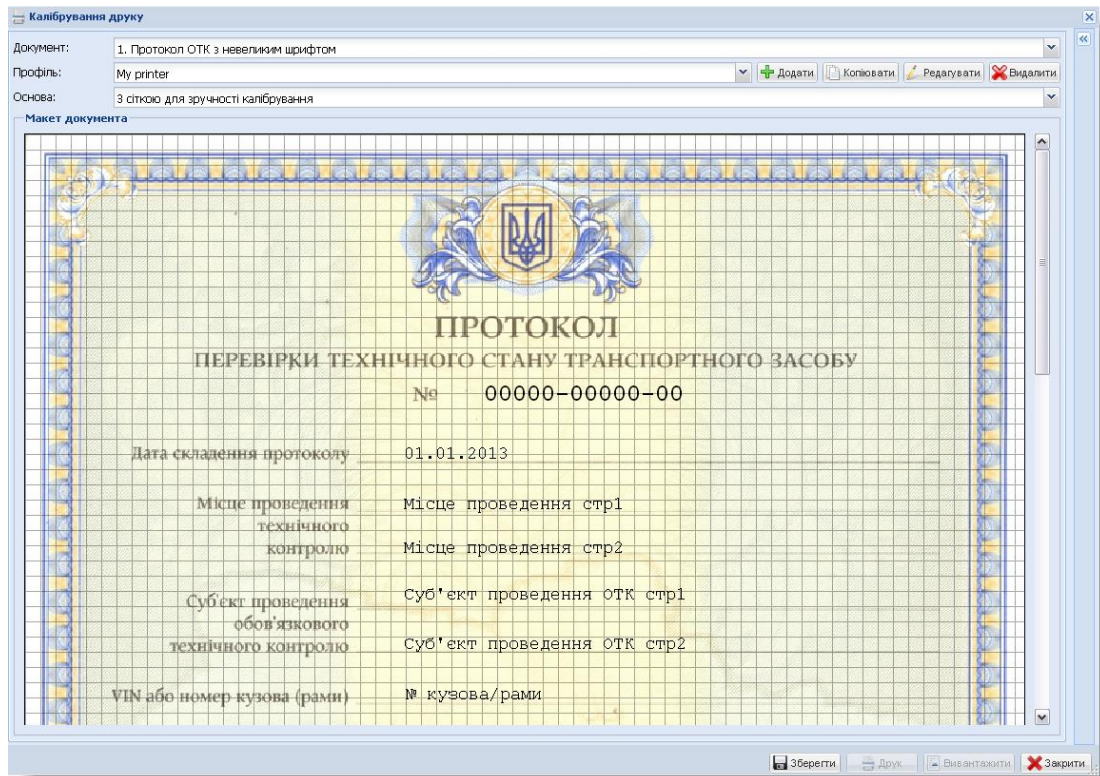 Калібрування друку
Документ: 1. Протокол ОТК з невеликим шрифтом
Профіль: My printer Додати Копіювати Редагувати Видалити
Основа: З сіткою для зручності калібрування
Макет документа
ПРОТОКОЛ
ПЕРЕВІРКИ ТЕХНІЧНОГО СТАНУ ТРАНСПОРТНОГО ЗАСОБУ
№ 00000-00000-00
Дата складення протоколу 01.01.2013
Місце проведення Місце проведення стр1
технічного
контролю Місце проведення стр2
Суб'єкт проведення Суб'єкт проведення ОТК стр1
обов'язкового
технічного контролю Суб'єкт проведення ОТК стр2
VIN або номер кузова (рами) № кузова/рами
Зберегти Друк Вивантажити Закрити